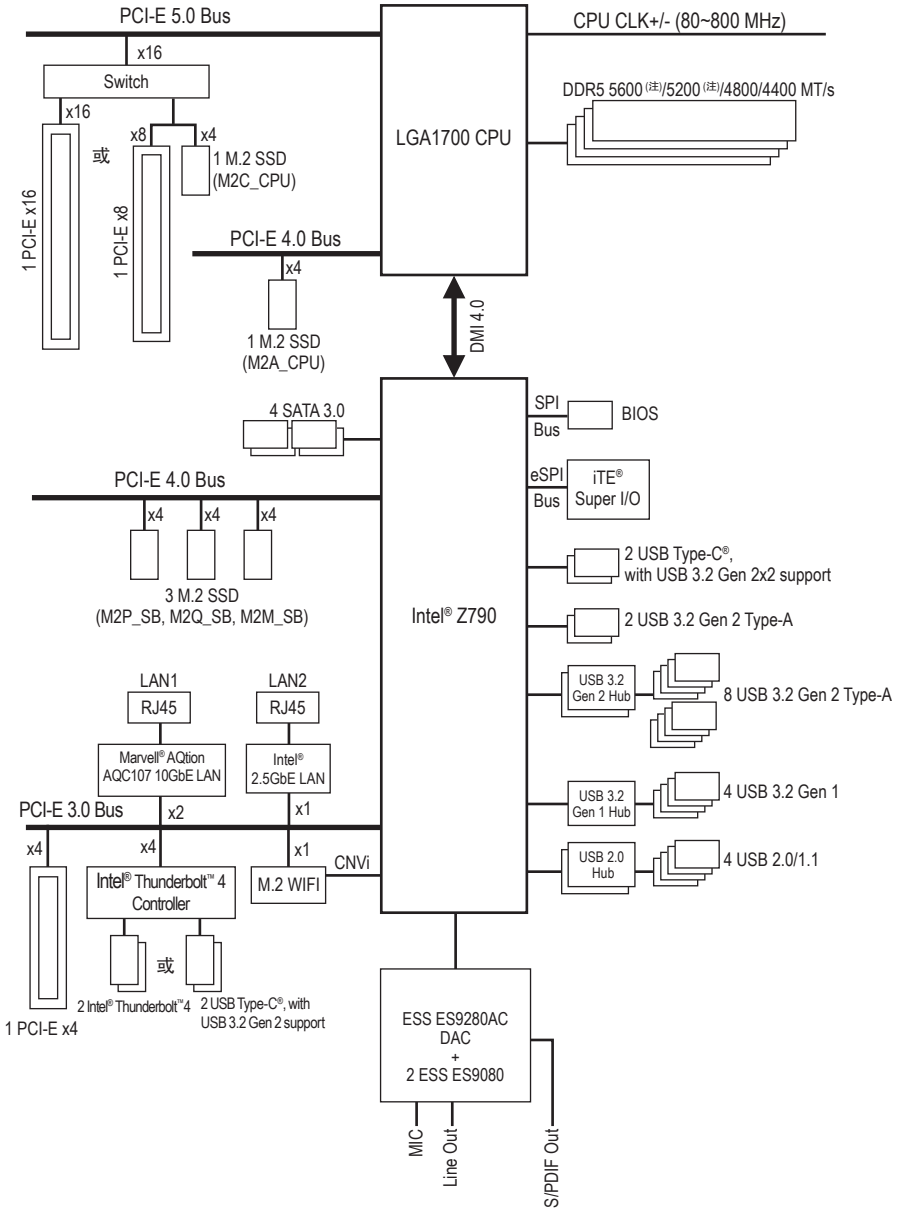 PCI-E 5.0 Bus
CPU CLK+/- (80~800 MHz)
x16
Switch
DDR5 5600 (注)/5200 (注)/4800/4400 MT/s
x16
x8
x4
或
LGA1700 CPU
1 M.2 SSD
(M2C_CPU)
1 PCI-E x16
1 PCI-E x8
PCI-E 4.0 Bus
x4
1 M.2 SSD
(M2A_CPU)
DMI 4.0
4 SATA 3.0
SPI
Bus
BIOS
PCI-E 4.0 Bus
eSPI
Bus
iTE®
Super I/O
x4
x4
x4
3 M.2 SSD
(M2P_SB, M2Q_SB, M2M_SB)
2 USB Type-C®,
with USB 3.2 Gen 2x2 support
Intel® Z790
2 USB 3.2 Gen 2 Type-A
USB 3.2
Gen 2 Hub
8 USB 3.2 Gen 2 Type-A
LAN1
RJ45
LAN2
RJ45
Marvell® AQtion
AQC107 10GbE LAN
Intel®
2.5GbE LAN
USB 3.2
Gen 1 Hub
4 USB 3.2 Gen 1
PCI-E 3.0 Bus
x2
x1
x4
x4
x1
CNVi
USB 2.0
Hub
4 USB 2.0/1.1
Intel® Thunderbolt™ 4
Controller
M.2 WIFI
或
2 Intel® Thunderbolt™4
2 USB Type-C®, with
USB 3.2 Gen 2 support
1 PCI-E x4
ESS ES9280AC
DAC
+
2 ESS ES9080
MIC
Line Out
S/PDIF Out